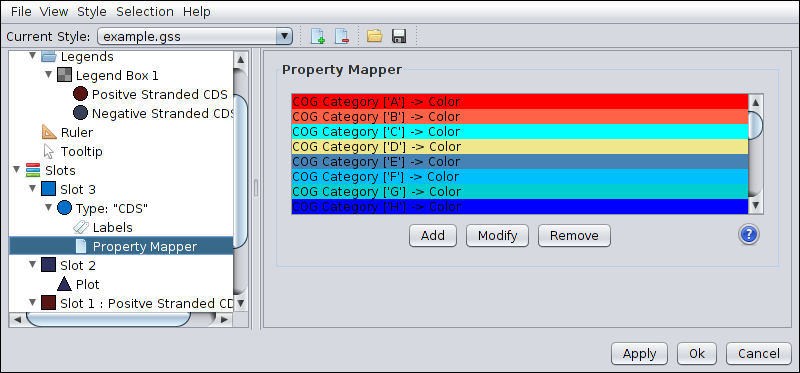 File View Style Selection Help
Current Style: example.gss
Legends
Legend Box 1
Positve Stranded CDS
Negative Stranded CDS
Ruler
Tooltip
Slots
Slot 3
Type: "CDS"
Labels
Property Mapper
Slot 2
Plot
Slot 1 : Positve Stranded CD
Property Mapper
COG Category ['A'] -> Color
COG Category ['B'] -> Color
COG Category ['C'] -> Color
COG Category ['D'] -> Color
COG Category ['E'] -> Color
COG Category ['F'] -> Color
COG Category ['G'] -> Color
COG Category ['H'] -> Color
Add Modify Remove ?
Apply Ok Cancel